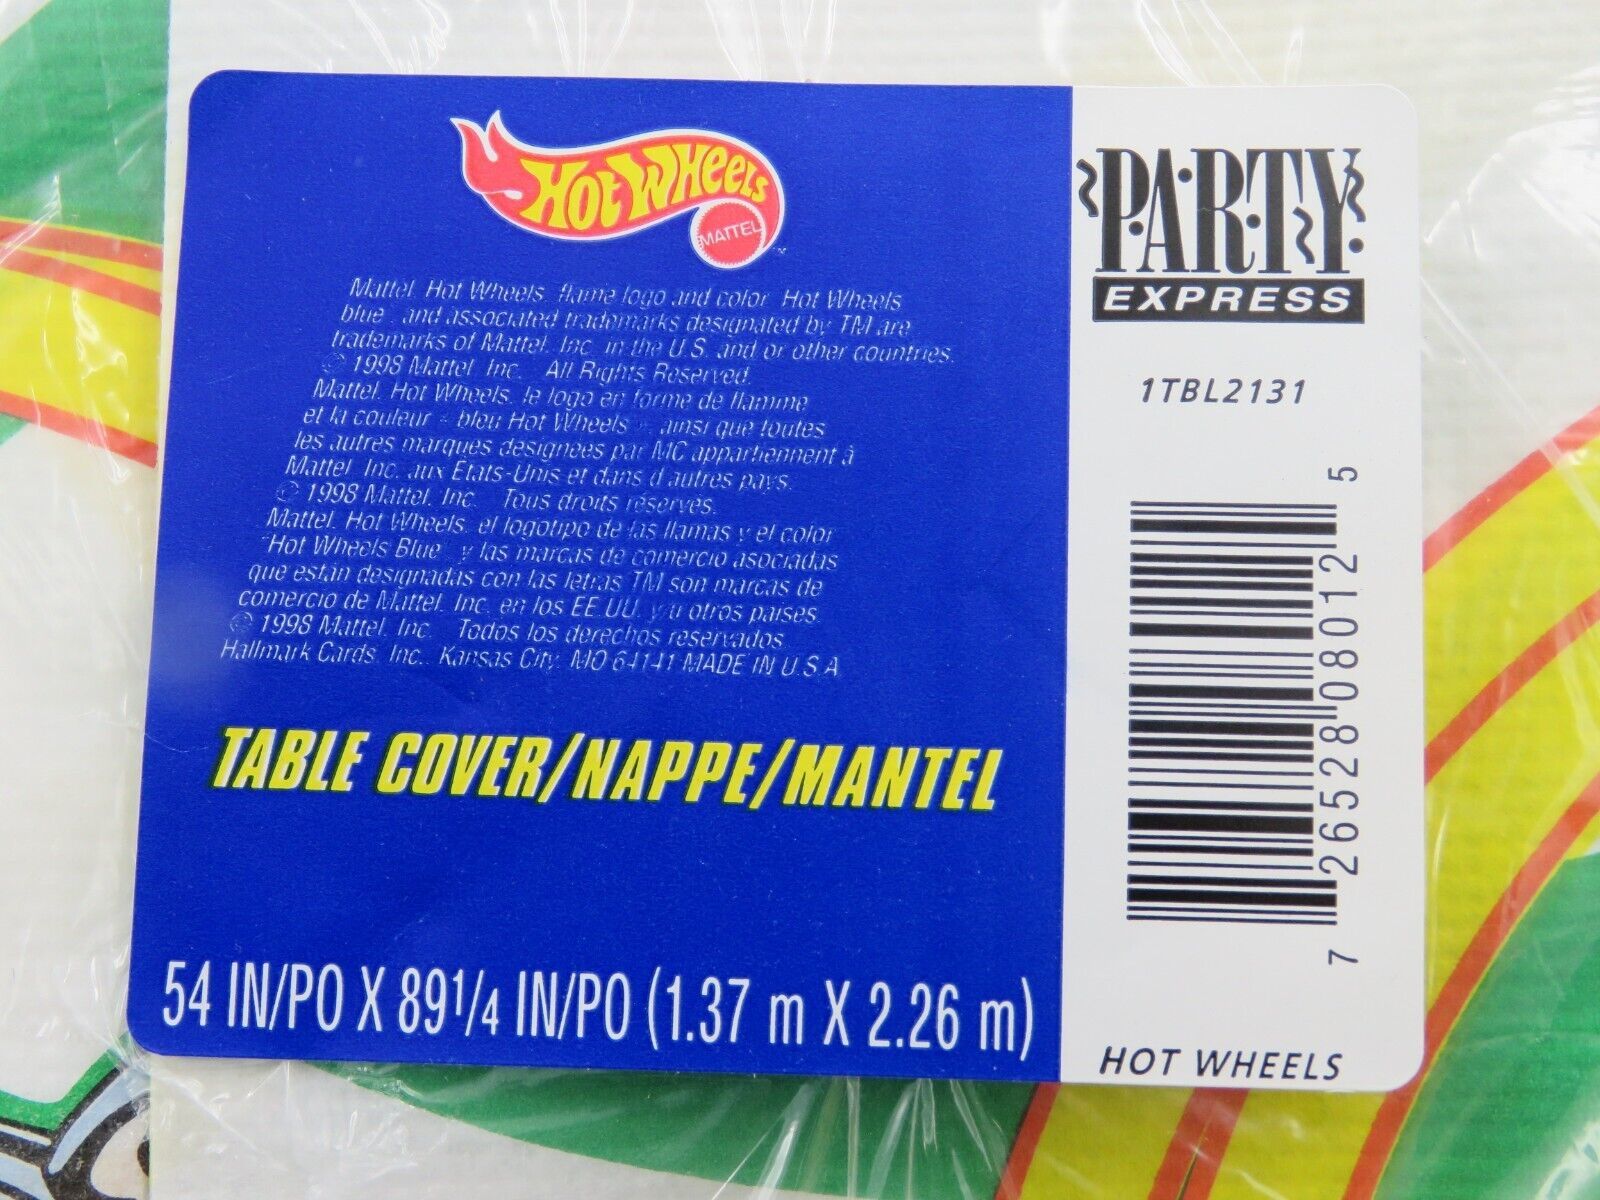 HOT WHEELS
MATTEL
TM
Mattel, Hot Wheels, flame logo and color "Hot Wheels
blue", and associated trademarks designated by TM are
trademarks of Mattel, Inc. in the U.S. and or other countries.
© 1998 Mattel, Inc. All Rights Reserved.
Mattel, Hot Wheels, le logo en forme de flamme
et la couleur « bleu Hot Wheels », ainsi que toutes
les autres marques désignées par MC appartiennent à
Mattel, Inc. aux États-Unis et dans d'autres pays.
© 1998 Mattel, Inc. Tous droits réservés.
Mattel, Hot Wheels, el logotipo de las llamas y el color
"Hot Wheels Blue" y las marcas de comercio asociadas
que están designadas con las letras TM son marcas de
comercio de Mattel, Inc. en los EE.UU. y u otros países.
© 1998 Mattel, Inc. Todos los derechos reservados.
Hallmark Cards, Inc., Kansas City, MO 64141 MADE IN U.S.A.
TABLE COVER/NAPPE/MANTEL
54 IN/PO X 89 1/4 IN/PO (1.37 m X 2.26 m)
PARTY
EXPRESS
1TBL2131
7 26528 08012 5
HOT WHEELS